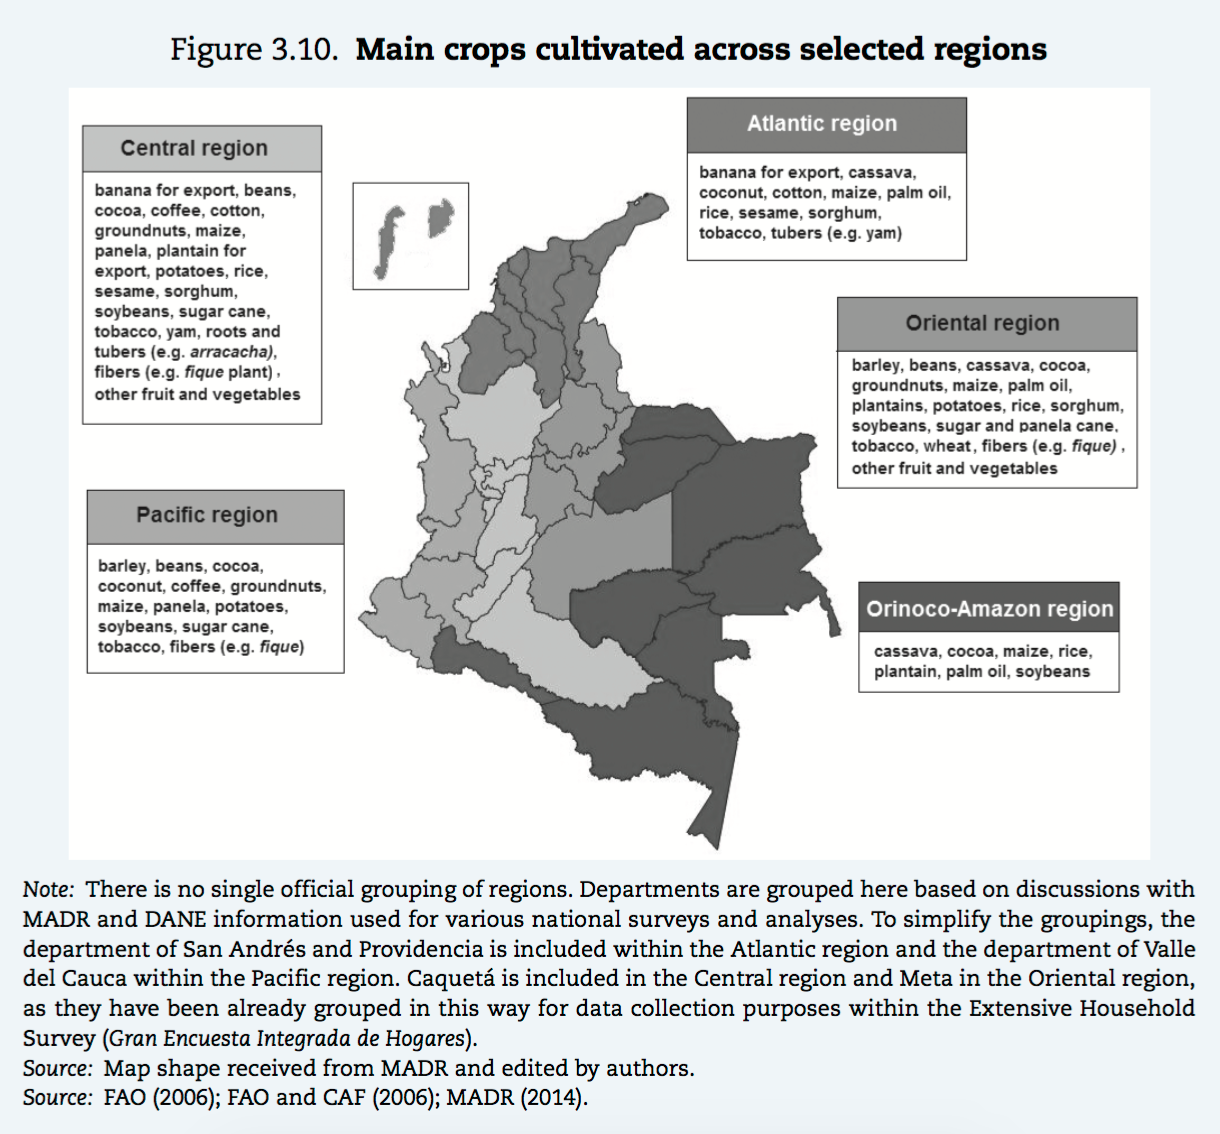 Figure 3.10. Main crops cultivated across selected regions
Central region
banana for export, beans,
cocoa, coffee, cotton,
groundnuts, maize,
panela, plantain for
export, potatoes, rice,
sesame, sorghum,
soybeans, sugar cane,
tobacco, yam, roots and
tubers (e.g. arracacha),
fibers (e.g. fique plant) ,
other fruit and vegetables
Atlantic region
banana for export, cassava,
coconut, cotton, maize, palm oil,
rice, sesame, sorghum,
tobacco, tubers (e.g. yam)
Oriental region
barley, beans, cassava, cocoa,
groundnuts, maize, palm oil,
plantains, potatoes, rice, sorghum,
soybeans, sugar and panela cane,
tobacco, wheat, fibers (e.g. fique) ,
other fruit and vegetables
Pacific region
barley, beans, cocoa,
coconut, coffee, groundnuts,
maize, panela, potatoes,
soybeans, sugar cane,
tobacco, fibers (e.g. fique)
Orinoco-Amazon region
cassava, cocoa, maize, rice,
plantain, palm oil, soybeans
Note: There is no single official grouping of regions. Departments are grouped here based on discussions with
MADR and DANE information used for various national surveys and analyses. To simplify the groupings, the
department of San Andrés and Providencia is included within the Atlantic region and the department of Valle
del Cauca within the Pacific region. Caquetá is included in the Central region and Meta in the Oriental region,
as they have been already grouped in this way for data collection purposes within the Extensive Household
Survey (Gran Encuesta Integrada de Hogares).
Source: Map shape received from MADR and edited by authors.
Source: FAO (2006); FAO and CAF (2006); MADR (2014).